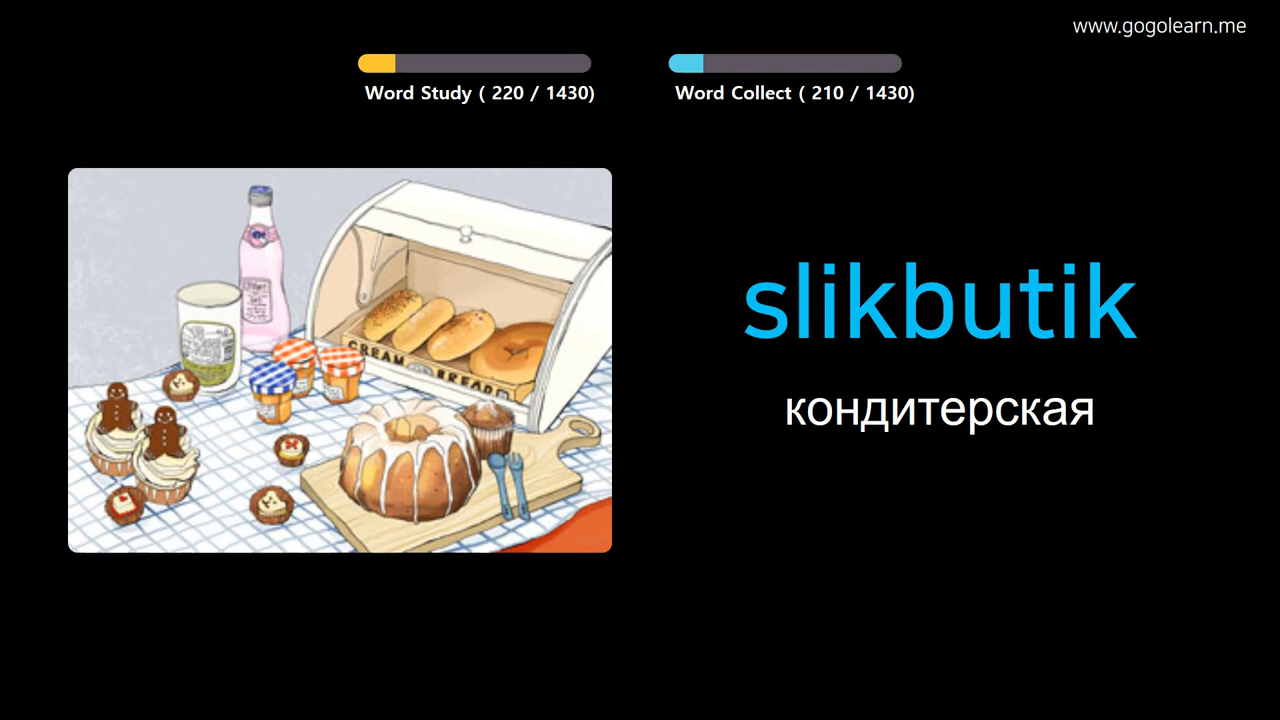 www.gogolearn.me
Word Study ( 220 / 1430)
Word Collect ( 210 / 1430)
CREAM
BREAD
slikbutik
кондитерская